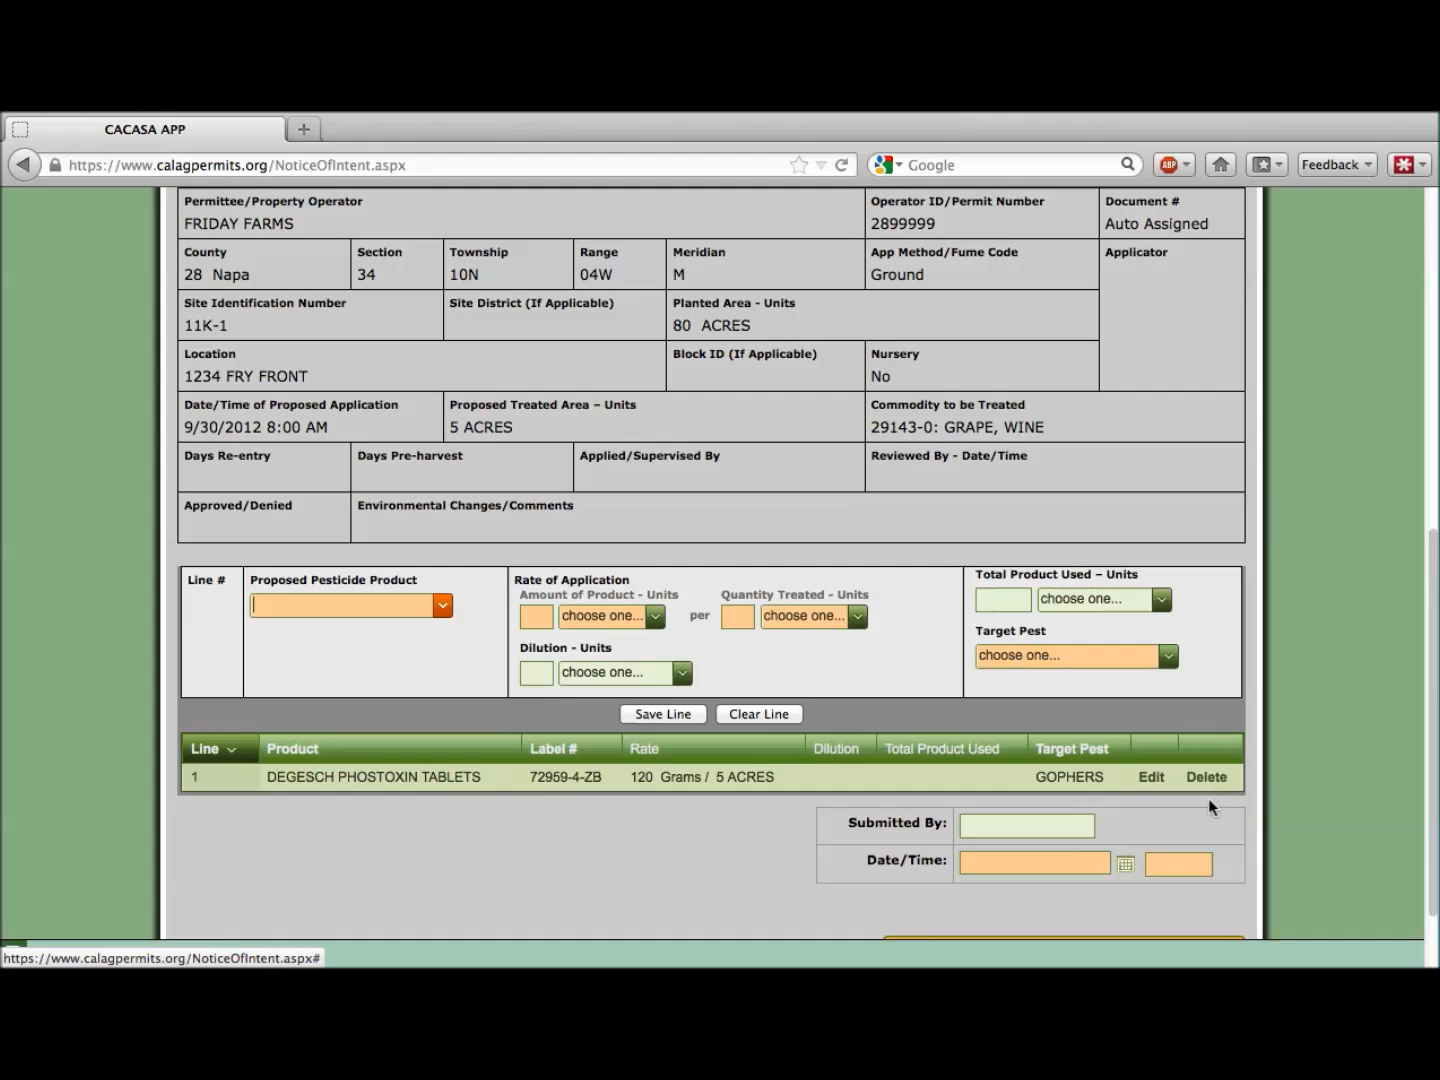 CACASA APP
https://www.calagpermits.org/NoticeOfIntent.aspx
Google
ABP
Feedback
Permittee/Property Operator
FRIDAY FARMS
Operator ID/Permit Number
2899999
Document #
Auto Assigned
County
28 Napa
Section
34
Township
10N
Range
04W
Meridian
M
App Method/Fume Code
Ground
Applicator
Site Identification Number
11K-1
Site District (If Applicable)
Planted Area - Units
80 ACRES
Location
1234 FRY FRONT
Block ID (If Applicable)
Nursery
No
Date/Time of Proposed Application
9/30/2012 8:00 AM
Proposed Treated Area – Units
5 ACRES
Commodity to be Treated
29143-0: GRAPE, WINE
Days Re-entry
Days Pre-harvest
Applied/Supervised By
Reviewed By - Date/Time
Approved/Denied
Environmental Changes/Comments
Line #
Proposed Pesticide Product
Rate of Application
Amount of Product - Units
Quantity Treated - Units
choose one...
per
choose one...
Dilution - Units
choose one...
Total Product Used – Units
choose one...
Target Pest
choose one...
Save Line
Clear Line
Line Product Label # Rate Dilution Total Product Used Target Pest
1 DEGESCH PHOSTOXIN TABLETS 72959-4-ZB 120 Grams / 5 ACRES GOPHERS Edit Delete
Submitted By:
Date/Time:
https://www.calagpermits.org/NoticeOfIntent.aspx#